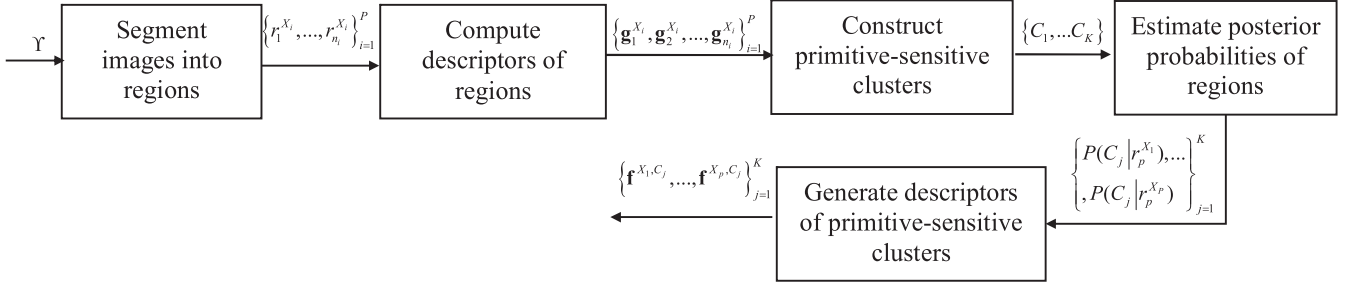 ϒ
Segment
images into
regions
{r_1^{X_i},...,r_{n_i}^{X_i}}_{i=1}^P
Compute
descriptors of
regions
{g_1^{X_i},g_2^{X_i},...,g_{n_i}^{X_i}}_{i=1}^P
Construct
primitive-sensitive
clusters
{C_1,...C_K}
Estimate posterior
probabilities of
regions
{P(C_j|r_p^{X_1}),...
,P(C_j|r_p^{X_P})}_{j=1}^K
Generate descriptors
of primitive-sensitive
clusters
{f^{X_1,C_j},...,f^{X_p,C_j}}_{j=1}^K